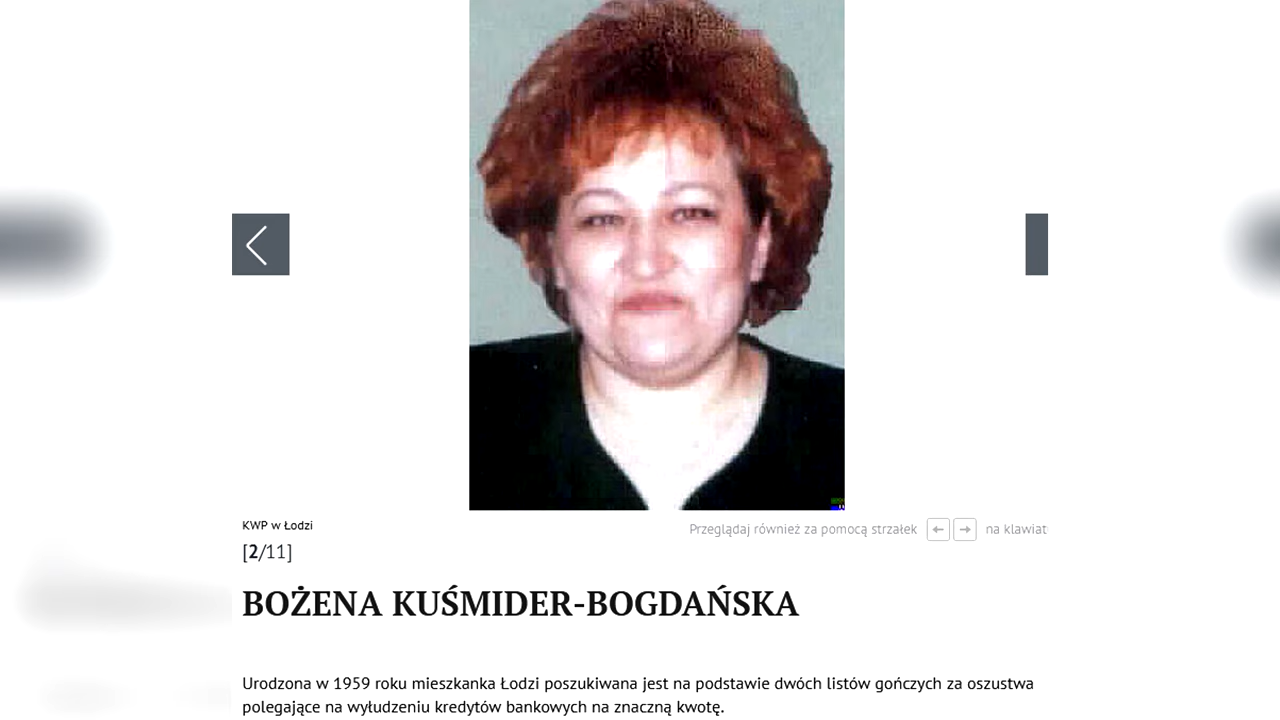 KWP w Łodzi
Przeglądaj również za pomocą strzałek na klawiat
[2/11]
BOŻENA KUŚMIDER-BOGDAŃSKA
Urodzona w 1959 roku mieszkanka Łodzi poszukiwana jest na podstawie dwóch listów gończych za oszustwa
polegające na wyłudzeniu kredytów bankowych na znaczną kwotę.